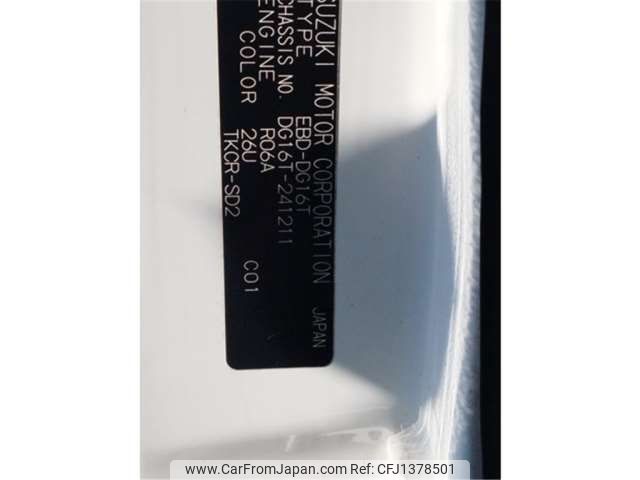 SUZUKI MOTOR CORPORATION JAPAN
TYPE EBD-DG16T
CHASSIS NO. DG16T-241211
ENGINE R06A
COLOR 26U C01
TKCR-SD2
www.CarFromJapan.com ★ CFJ1378501